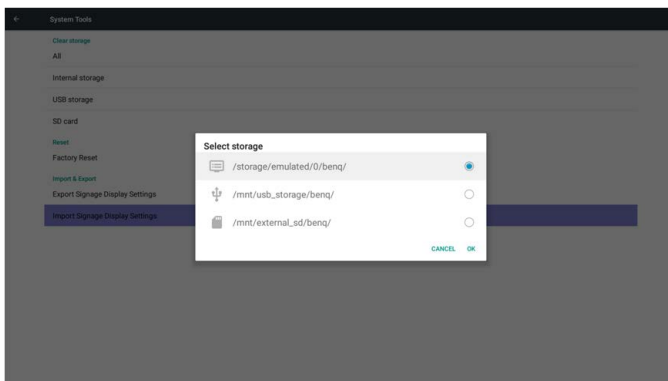 System Tools
Clear storage
All
Internal storage
USB storage
SD card
Reset
Factory Reset
Import & Export
Export Signage Display Settings
Import Signage Display Settings
Select storage
/storage/emulated/0/benq/
/mnt/usb_storage/benq/
/mnt/external_sd/benq/
CANCEL OK